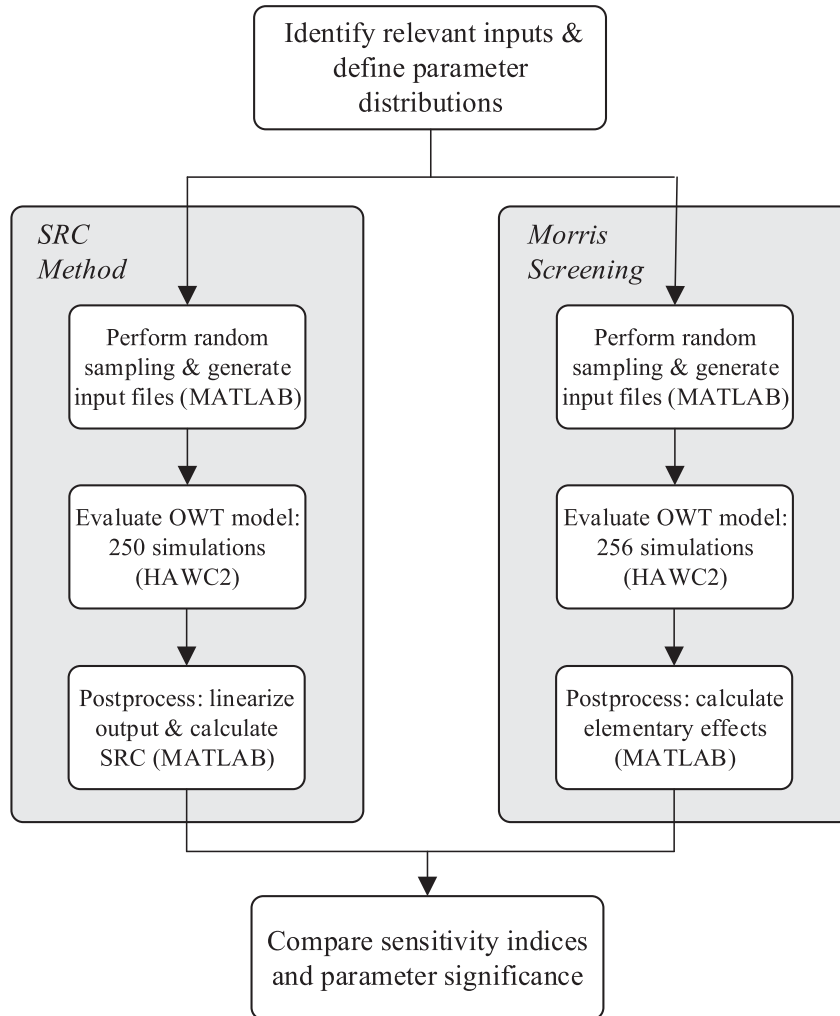 Identify relevant inputs &
define parameter
distributions
SRC
Method
Perform random
sampling & generate
input files (MATLAB)
Evaluate OWT model:
250 simulations
(HAWC2)
Postprocess: linearize
output & calculate
SRC (MATLAB)
Morris
Screening
Perform random
sampling & generate
input files (MATLAB)
Evaluate OWT model:
256 simulations
(HAWC2)
Postprocess: calculate
elementary effects
(MATLAB)
Compare sensitivity indices
and parameter significance